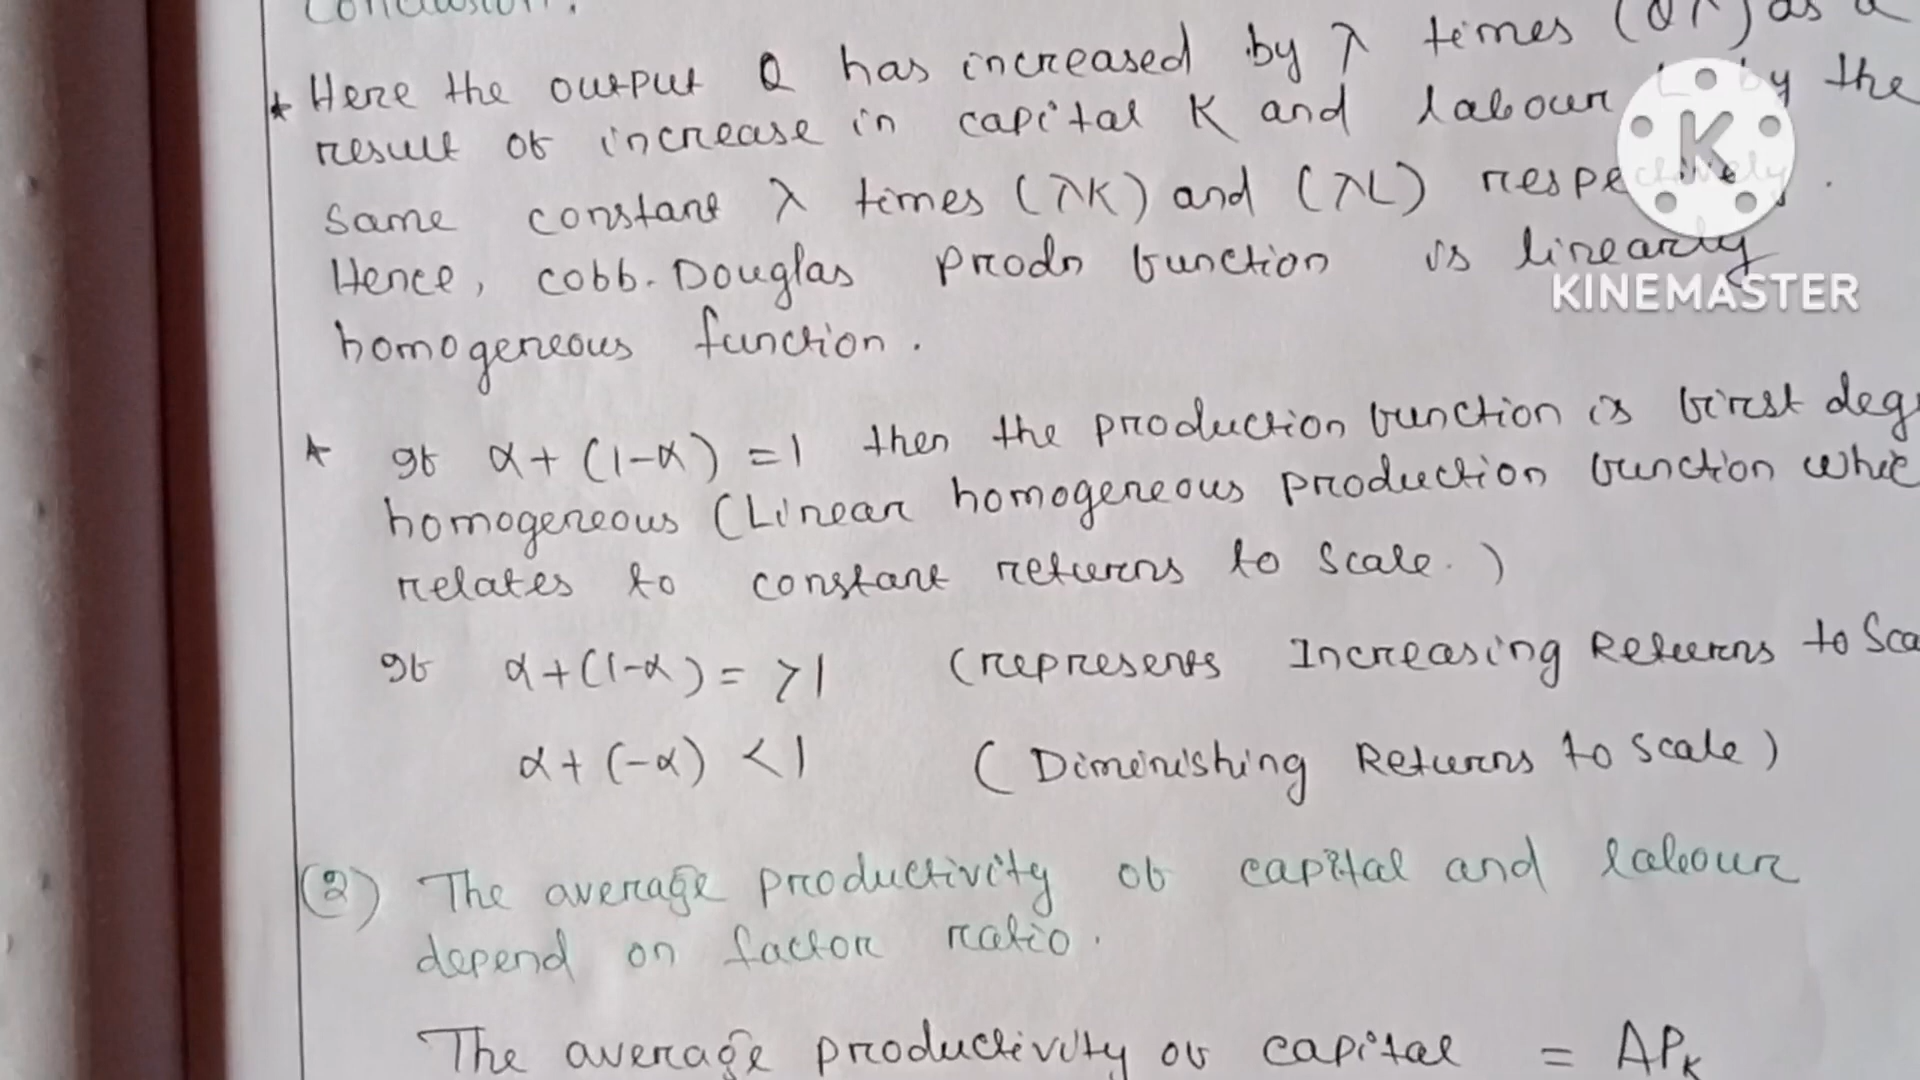 Conclusion.
* Here the output Q has increased by λ times (Qλ) as a
result of increase in capital K and labour L by the
same constant λ times (λK) and (λL) respectively.
Hence, cobb-Douglas prodn function is linearly
homogeneous function.
* If α + (1-α) = 1 then the production function is first deg
homogeneous (Linear homogeneous production function whic
relates to constant returns to scale.)
If α + (1-α) = >1 (represents Increasing Returns to Sca
α + (-α) < 1 (Diminishing Returns to scale)
(2) The average productivity of capital and labour
depend on factor ratio.
The average productivity of capital = APK
K
KINEMASTER